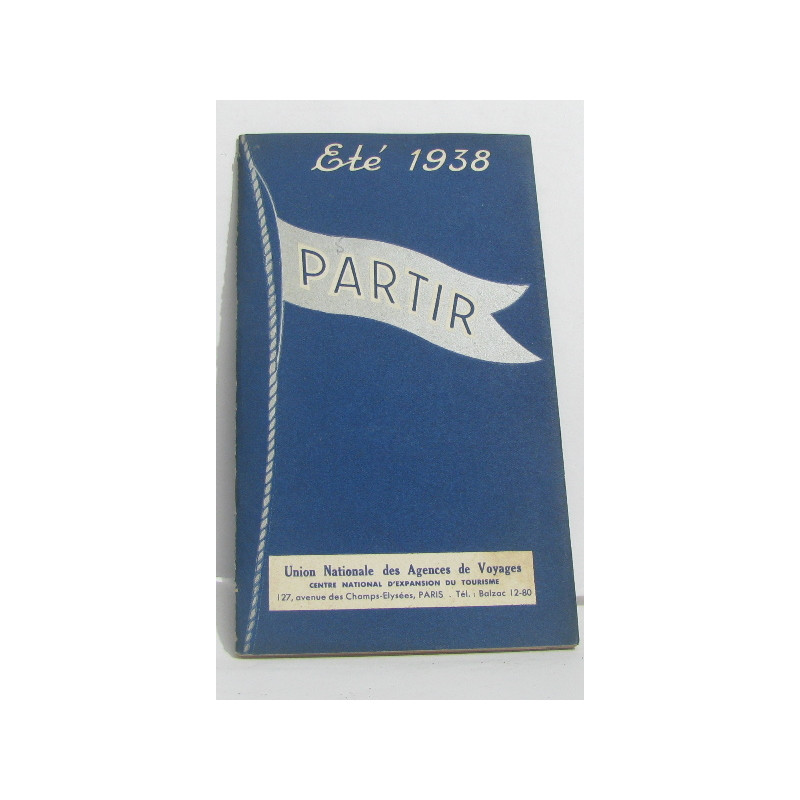 Eté 1938
PARTIR
Union Nationale des Agences de Voyages
CENTRE NATIONAL D'EXPANSION DU TOURISME
127, avenue des Champs-Elysées, PARIS . Tél. : Balzac 12-80